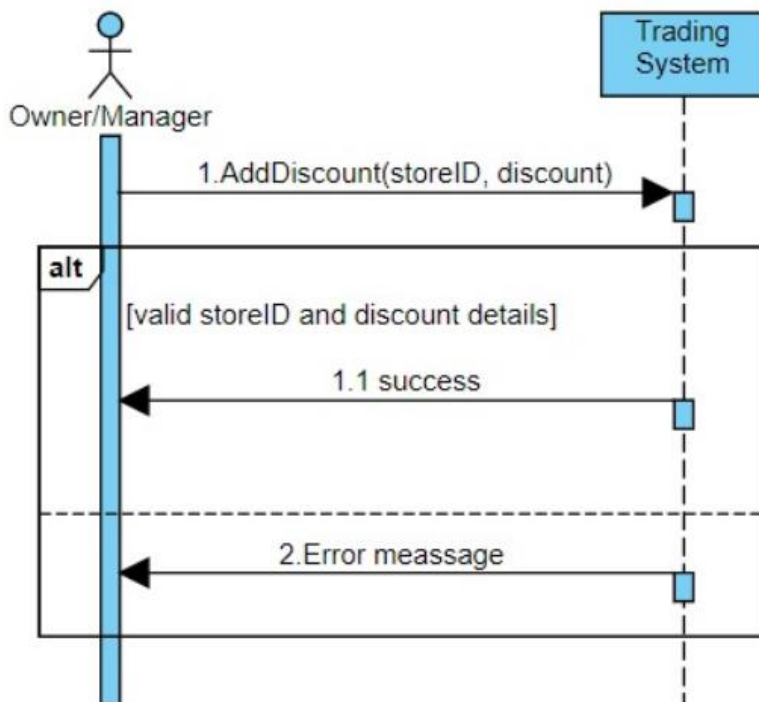 Trading
System
Owner/Manager
1.AddDiscount(storeID, discount)
alt
[valid storeID and discount details]
1.1 success
2.Error meassage